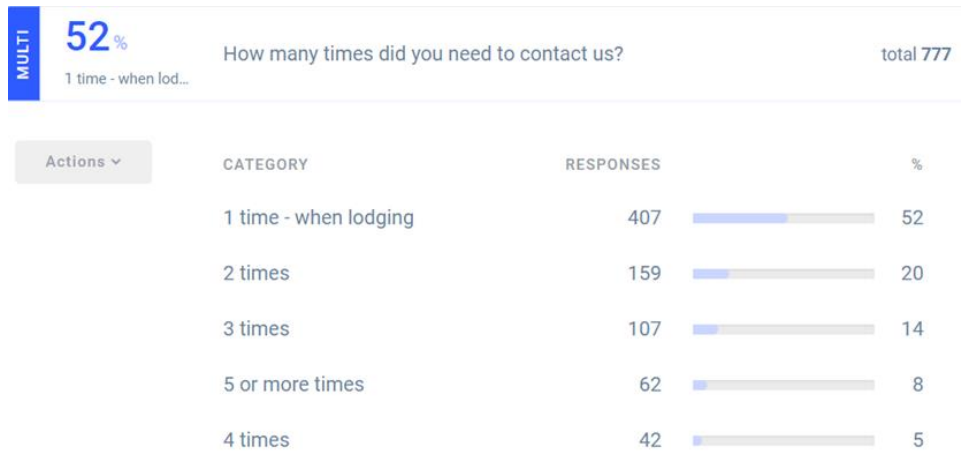 MULTI
52%
1 time - when lod...
How many times did you need to contact us?
total 777
Actions
CATEGORY RESPONSES %
1 time - when lodging 407 52
2 times 159 20
3 times 107 14
5 or more times 62 8
4 times 42 5